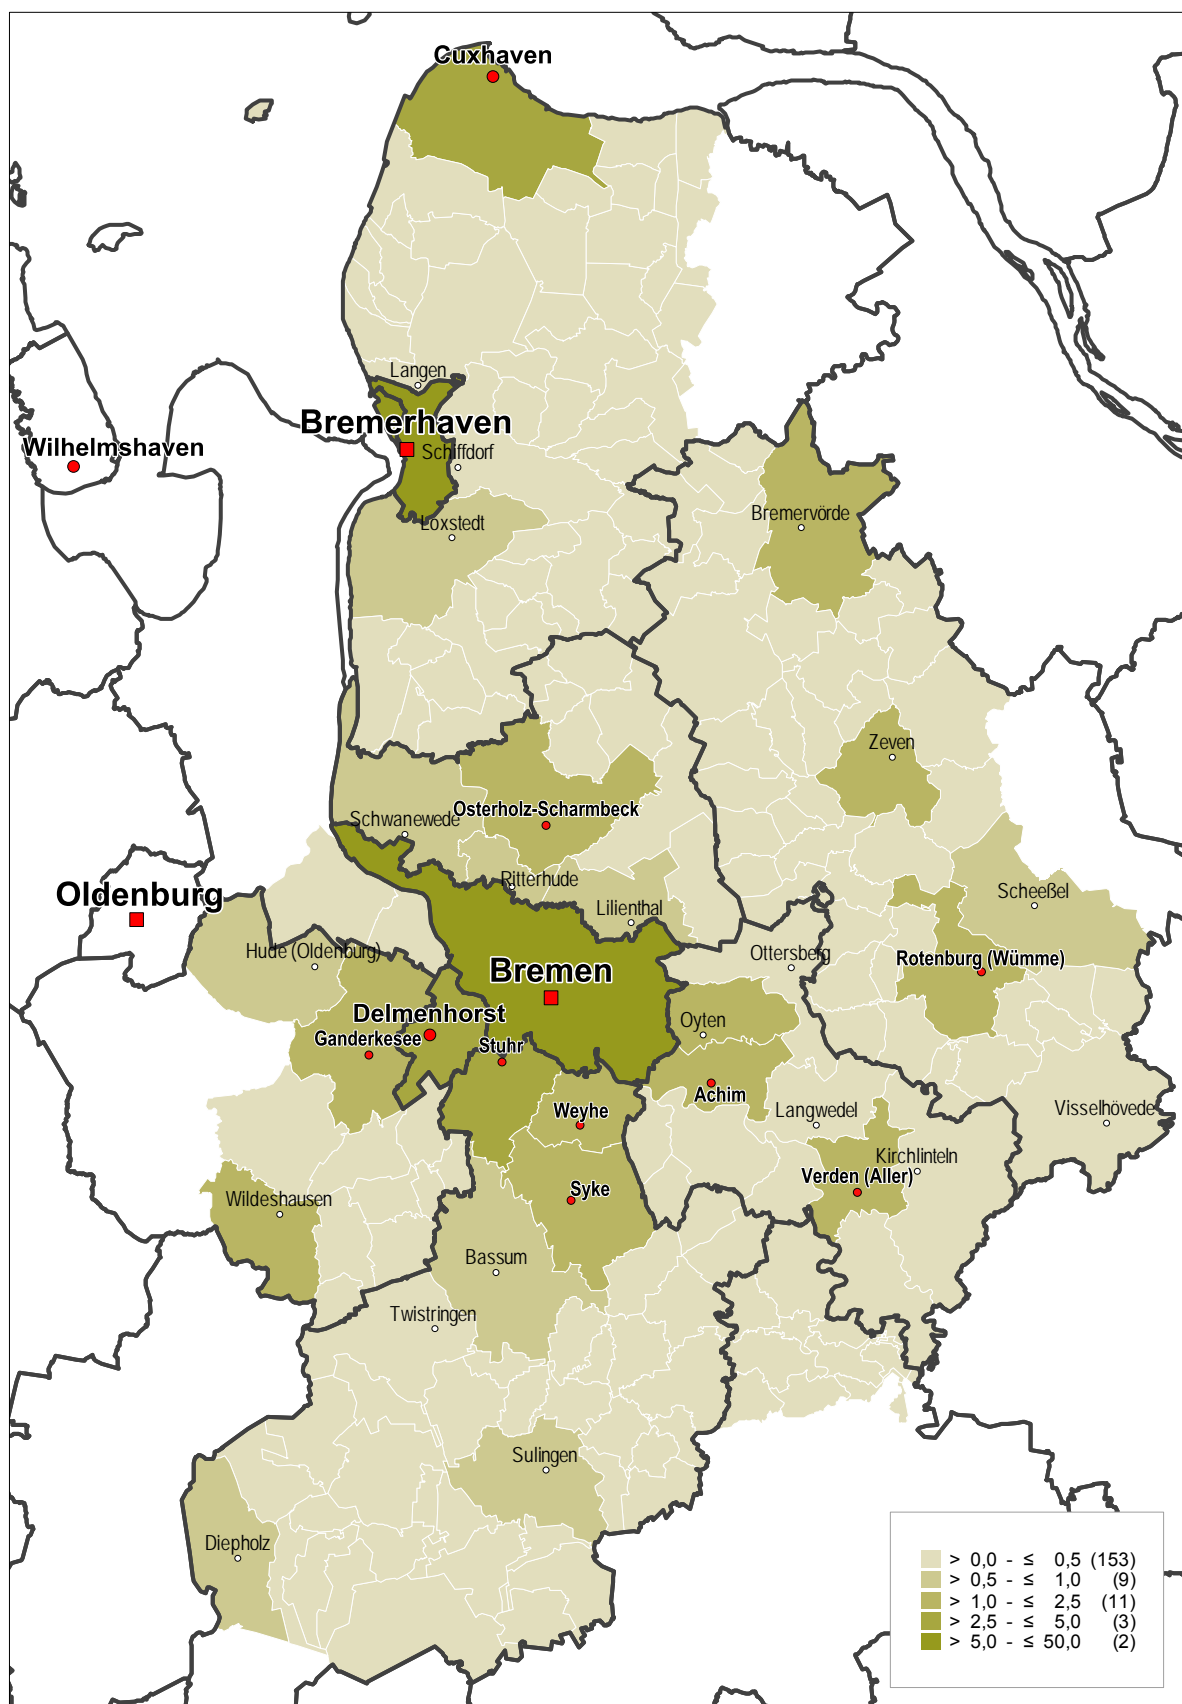 Cuxhaven
Langen
Bremerhaven
Wilhelmshaven
Schiffdorf
Bremervörde
Loxstedt
Zeven
Osterholz-Scharmbeck
Schwanewede
Ritterhude
Scheeßel
Oldenburg
Lilienthal
Hude (Oldenburg)
Ottersberg
Rotenburg (Wümme)
Bremen
Delmenhorst
Oyten
Ganderkesee
Stuhr
Achim
Weyhe
Langwedel
Visselhövede
Kirchlinteln
Verden (Aller)
Syke
Wildeshausen
Bassum
Twistringen
Sulingen
Diepholz
> 0,0 - ≤ 0,5 (153)
> 0,5 - ≤ 1,0 (9)
> 1,0 - ≤ 2,5 (11)
> 2,5 - ≤ 5,0 (3)
> 5,0 - ≤ 50,0 (2)